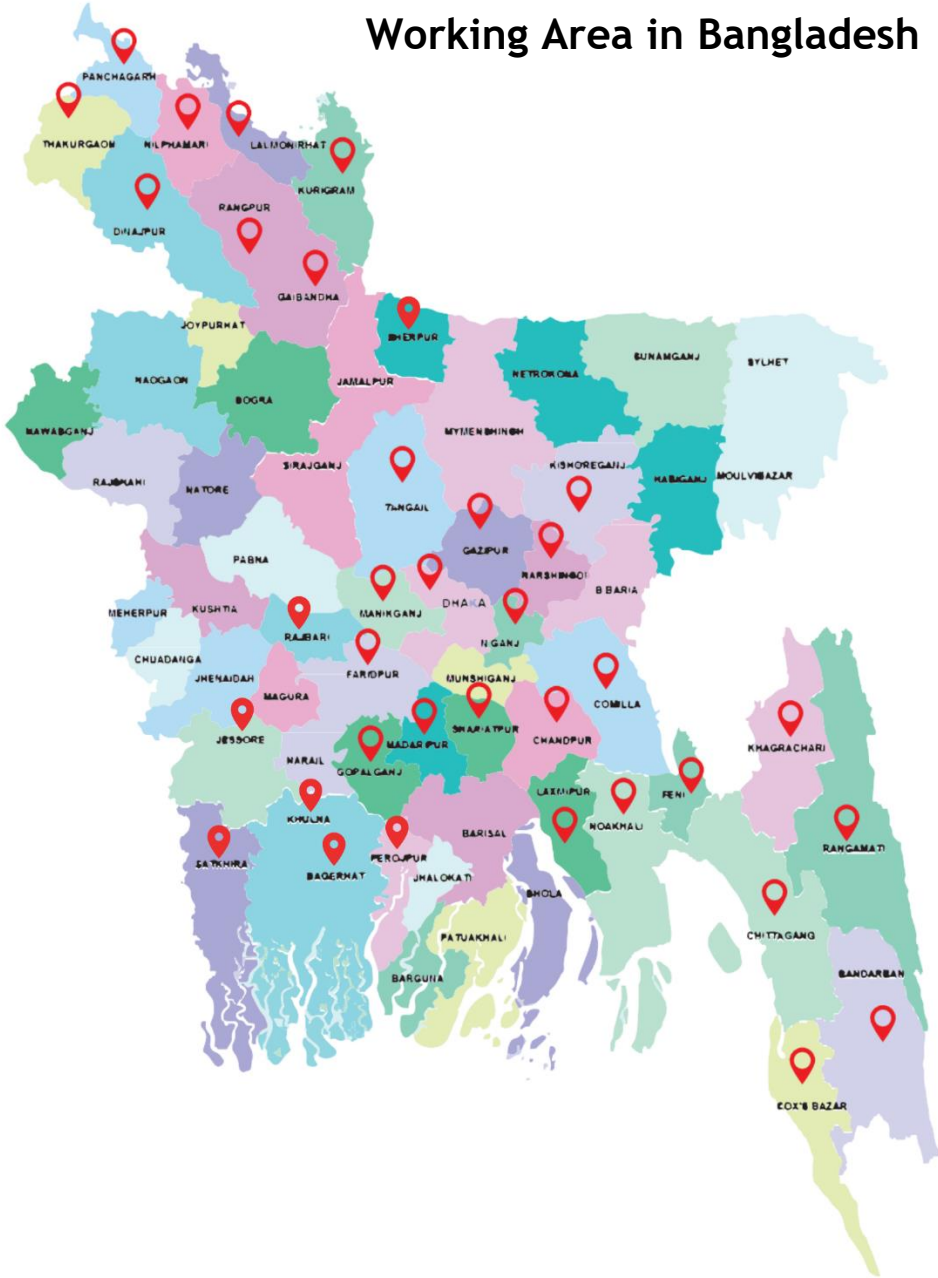 Working Area in Bangladesh
PANCHAGARH
THAKURGAON
NILPHAMARI
LALMONIRHAT
KURIGRAM
RANGPUR
DINAJPUR
GAIBANDHA
JOYPURHAT
SHERPUR
NAOGAON
BOGRA
JAMALPUR
NETROKONA
SUNAMGANJ
SYLHET
NAWABGANJ
MYMENSHINGH
RAJSHAHI
NATORE
SIRAJGANJ
KISHOREGANJ
HABIGANJ
MOULVIBAZAR
TANGAIL
PABNA
GAZIPUR
NARSHINGDI
B BARIA
MEHERPUR
KUSHTIA
RAJBARI
MANIKGANJ
DHAKA
N GANJ
CHUADANGA
JHENAIDAH
MAGURA
FARIDPUR
MUNSHIGANJ
COMILLA
JESSORE
NARAIL
GOPALGANJ
MADARIPUR
SHARIATPUR
CHANDPUR
KHAGRACHARI
KHULNA
LAXMIPUR
NOAKHALI
FENI
SATKHIRA
BAGERHAT
PEROJPUR
BARISAL
JHALOKATI
BHOLA
RANGAMATI
PATUAKHALI
BARGUNA
CHITTAGANG
BANDARBAN
COX'S BAZAR